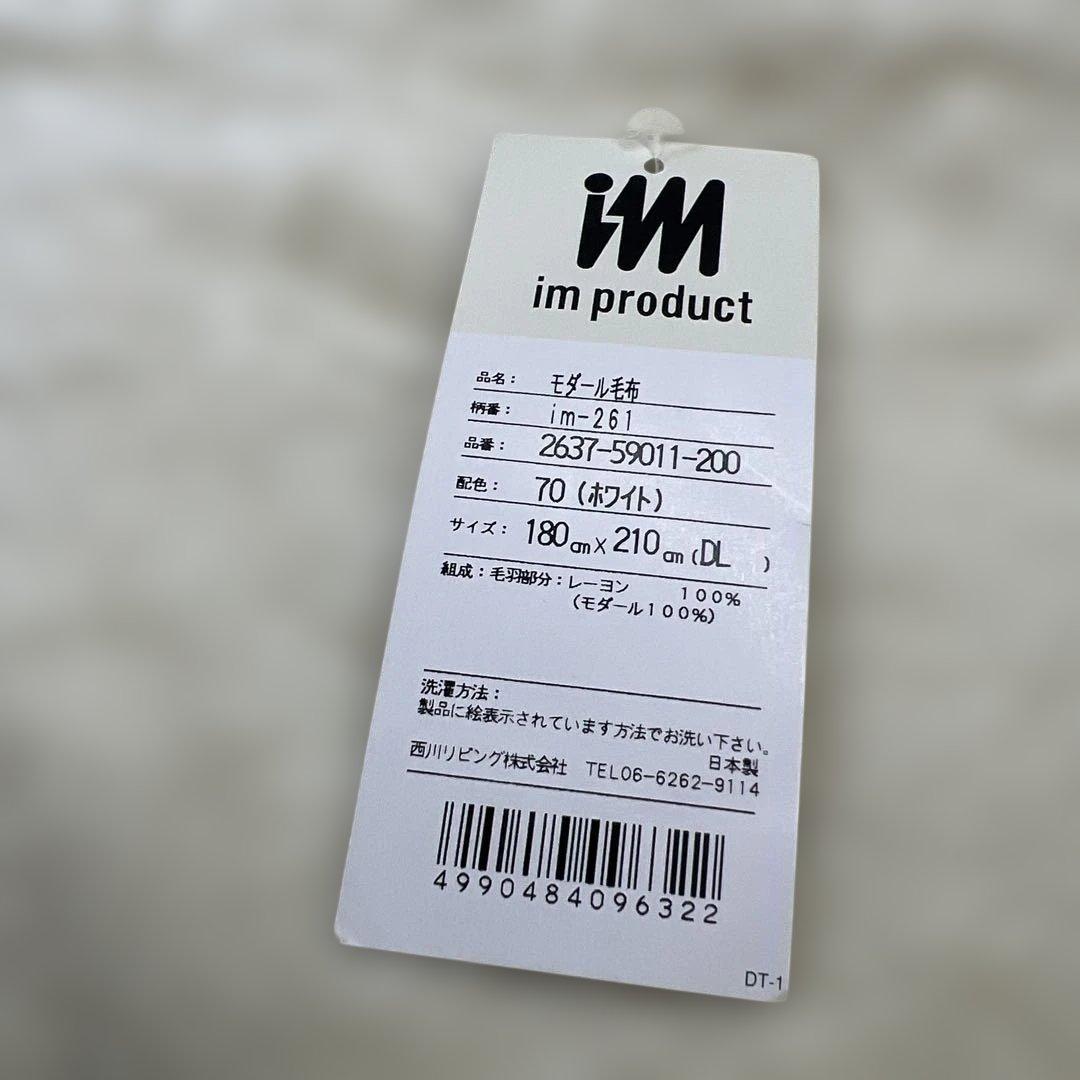 im
im product
品名： モダール毛布
柄番： im-261
品番： 2637-59011-200
配色： 70（ホワイト）
サイズ： 180cm×210cm（DL ）
組成：毛羽部分：レーヨン 100％
（モダール100％）
洗濯方法：
製品に絵表示されています方法でお洗い下さい。
日本製
西川リビング株式会社 TEL06-6262-9114
4990484096322
DT-1